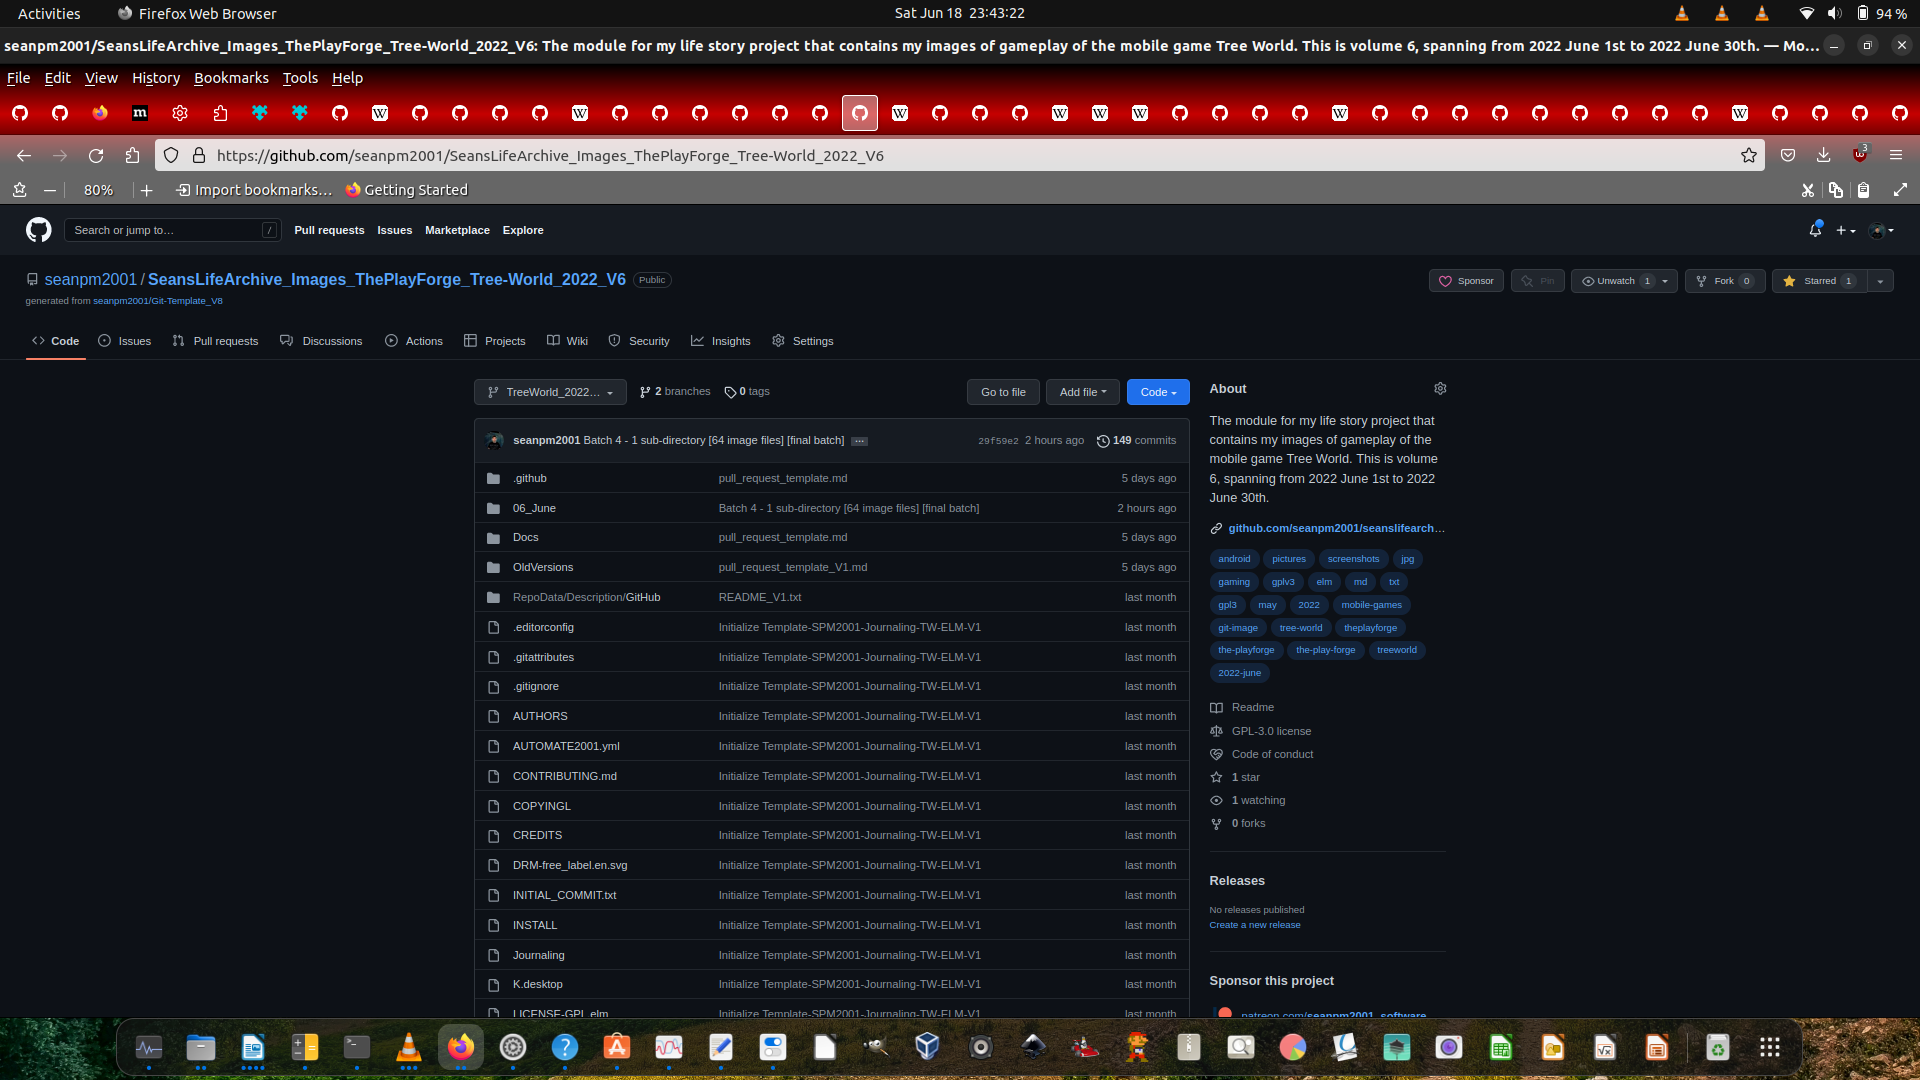 Activities
Firefox Web Browser
Sat Jun 18 23:43:22
94 %
seanpm2001/SeansLifeArchive_Images_ThePlayForge_Tree-World_2022_V6: The module for my life story project that contains my images of gameplay of the mobile game Tree World. This is volume 6, spanning from 2022 June 1st to 2022 June 30th. — Mo…
File Edit View History Bookmarks Tools Help
https://github.com/seanpm2001/SeansLifeArchive_Images_ThePlayForge_Tree-World_2022_V6
3
80%
Import bookmarks…
Getting Started
Search or jump to…
/
Pull requests Issues Marketplace Explore
seanpm2001 / SeansLifeArchive_Images_ThePlayForge_Tree-World_2022_V6 Public
Sponsor Pin Unwatch 1 Fork 0 Starred 1
generated from seanpm2001/Git-Template_V8
Code Issues Pull requests Discussions Actions Projects Wiki Security Insights Settings
TreeWorld_2022… 2 branches 0 tags
Go to file Add file Code
seanpm2001 Batch 4 - 1 sub-directory [64 image files] [final batch] … 29f59e2 2 hours ago 149 commits
.github pull_request_template.md 5 days ago
06_June Batch 4 - 1 sub-directory [64 image files] [final batch] 2 hours ago
Docs pull_request_template.md 5 days ago
OldVersions pull_request_template_V1.md 5 days ago
RepoData/Description/GitHub README_V1.txt last month
.editorconfig Initialize Template-SPM2001-Journaling-TW-ELM-V1 last month
.gitattributes Initialize Template-SPM2001-Journaling-TW-ELM-V1 last month
.gitignore Initialize Template-SPM2001-Journaling-TW-ELM-V1 last month
AUTHORS Initialize Template-SPM2001-Journaling-TW-ELM-V1 last month
AUTOMATE2001.yml Initialize Template-SPM2001-Journaling-TW-ELM-V1 last month
CONTRIBUTING.md Initialize Template-SPM2001-Journaling-TW-ELM-V1 last month
COPYINGL Initialize Template-SPM2001-Journaling-TW-ELM-V1 last month
CREDITS Initialize Template-SPM2001-Journaling-TW-ELM-V1 last month
DRM-free_label.en.svg Initialize Template-SPM2001-Journaling-TW-ELM-V1 last month
INITIAL_COMMIT.txt Initialize Template-SPM2001-Journaling-TW-ELM-V1 last month
INSTALL Initialize Template-SPM2001-Journaling-TW-ELM-V1 last month
Journaling Initialize Template-SPM2001-Journaling-TW-ELM-V1 last month
K.desktop Initialize Template-SPM2001-Journaling-TW-ELM-V1 last month
LICENSE-GPL.elm Initialize Template-SPM2001-Journaling-TW-ELM-V1 last month
About
The module for my life story project that
contains my images of gameplay of the
mobile game Tree World. This is volume
6, spanning from 2022 June 1st to 2022
June 30th.
github.com/seanpm2001/seanslifearch…
android pictures screenshots jpg
gaming gplv3 elm md txt
gpl3 may 2022 mobile-games
git-image tree-world theplayforge
the-playforge the-play-forge treeworld
2022-june
Readme
GPL-3.0 license
Code of conduct
1 star
1 watching
0 forks
Releases
No releases published
Create a new release
Sponsor this project
patreon.com/seanpm2001_software